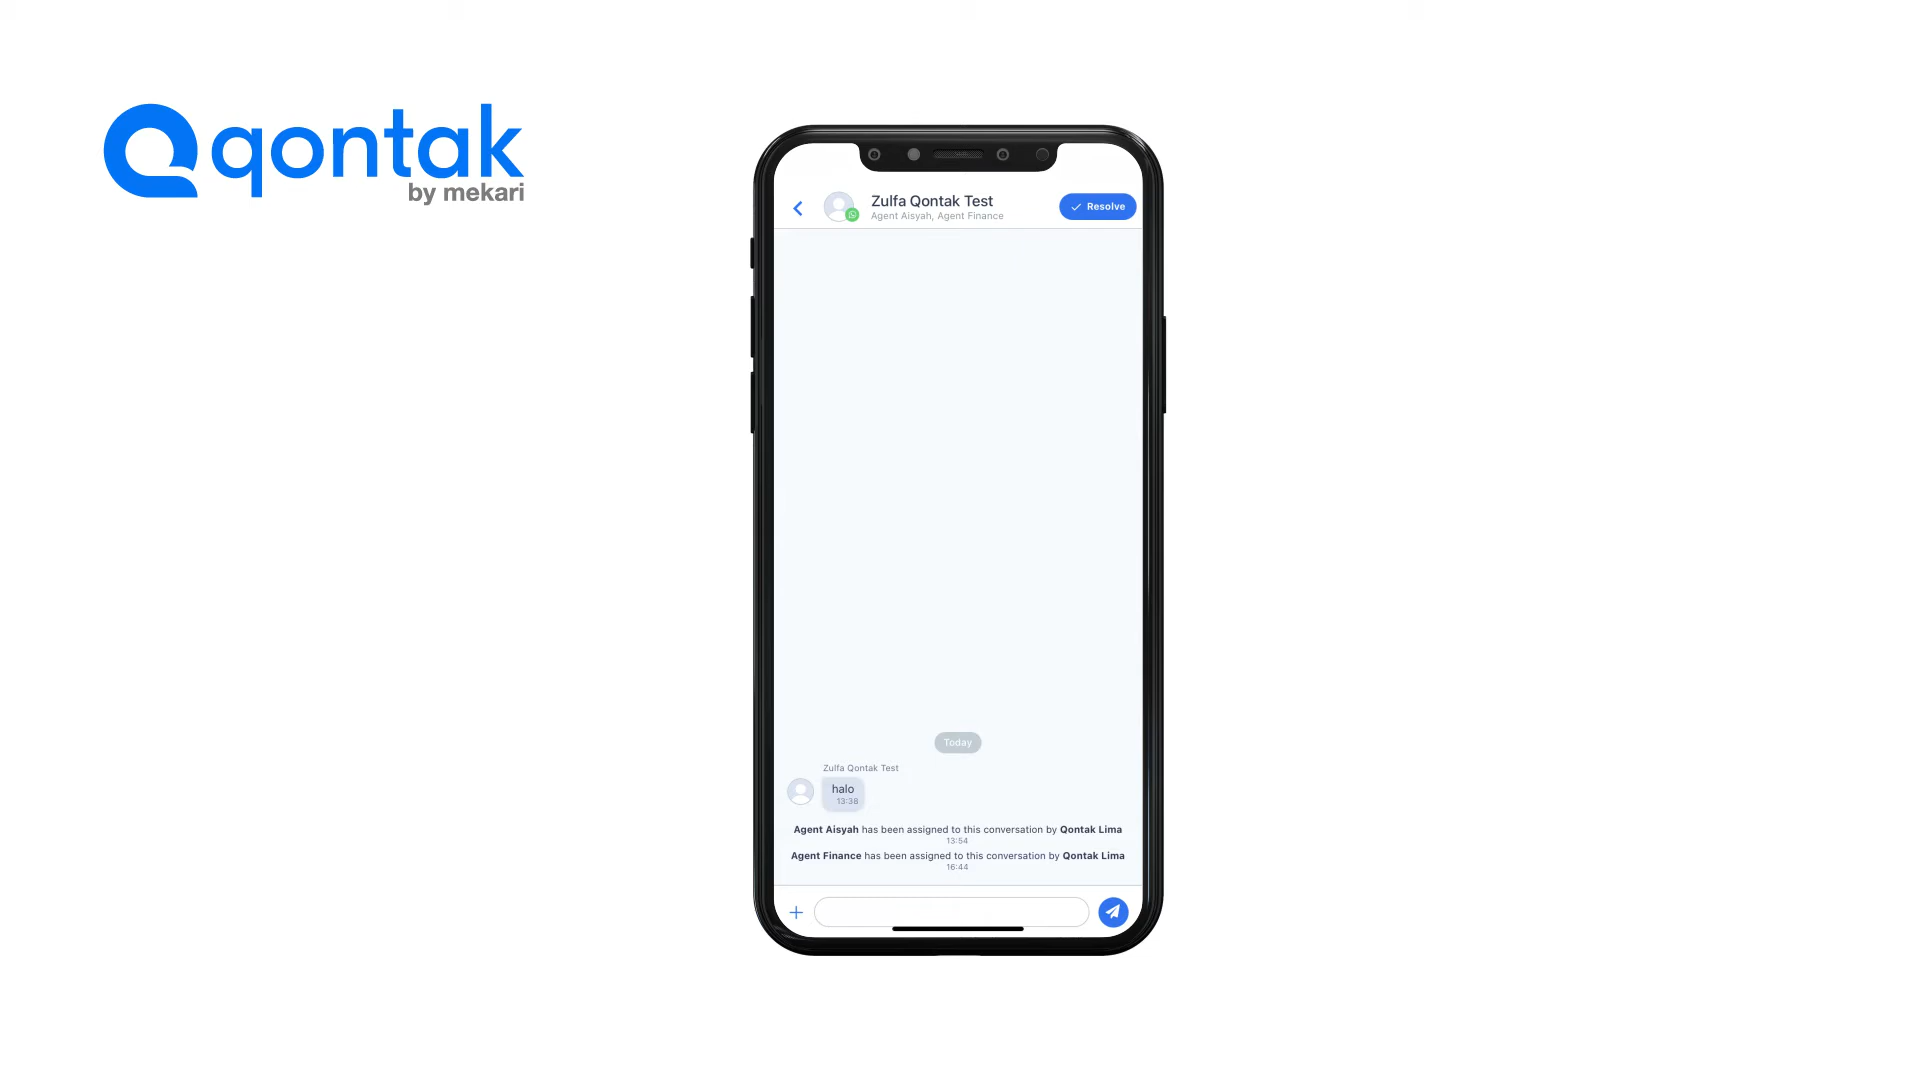 qontak
by mekari
Zulfa Qontak Test
Agent Aisyah, Agent Finance
Resolve
Today
Zulfa Qontak Test
halo
13:38
Agent Aisyah has been assigned to this conversation by Qontak Lima
13:54
Agent Finance has been assigned to this conversation by Qontak Lima
16:44